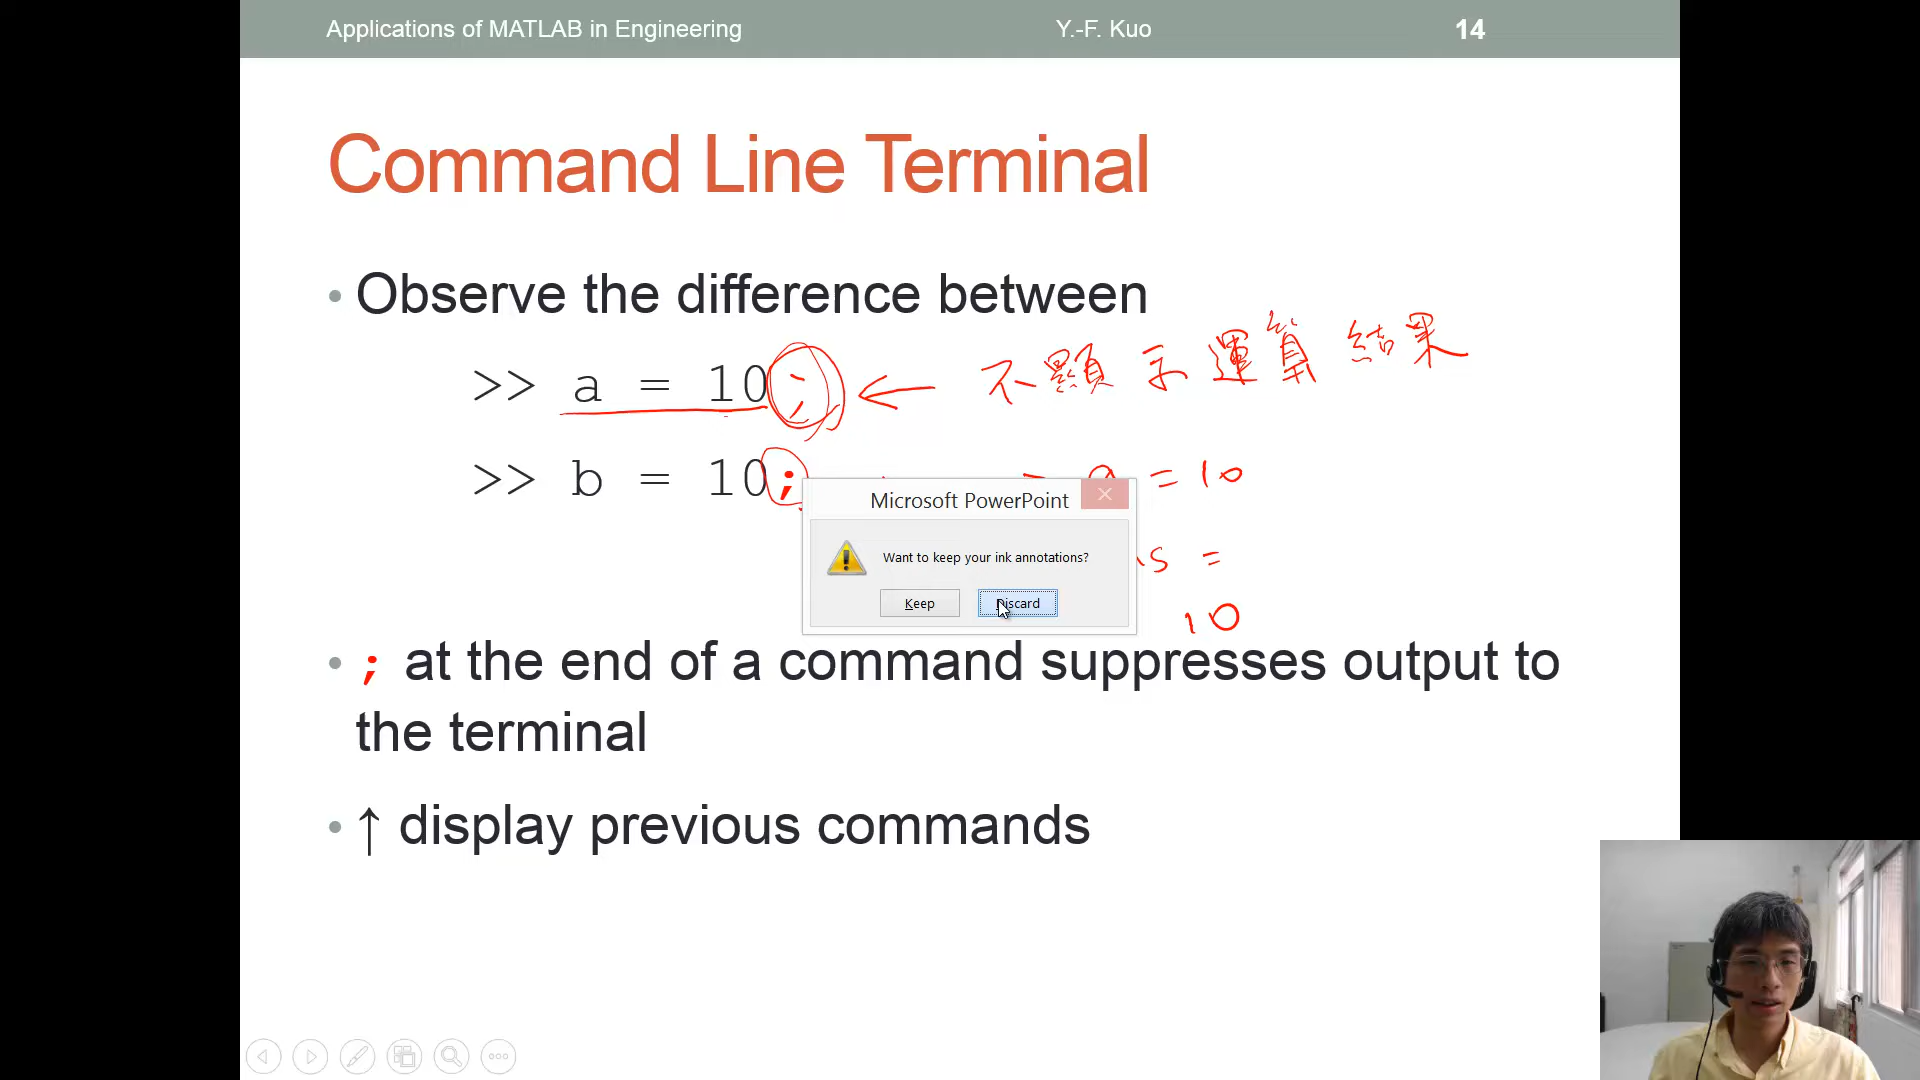 Applications of MATLAB in Engineering Y.-F. Kuo 14
Command Line Terminal
• Observe the difference between
>> a = 10; ← 不顯示運算結果
>> b = 10; = a = 10
Microsoft PowerPoint
Want to keep your ink annotations?
s =
Keep Discard
10
• ; at the end of a command suppresses output to
the terminal
• ↑ display previous commands